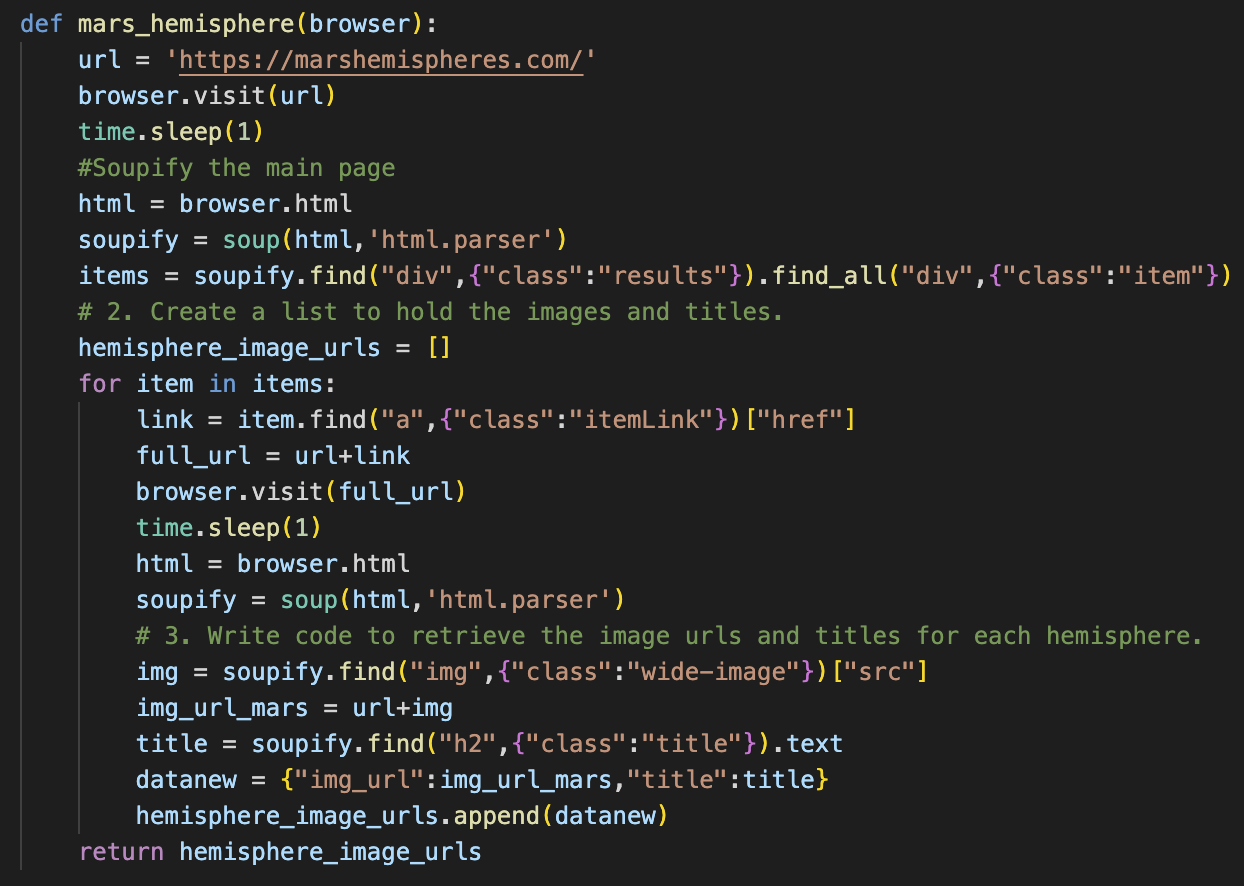 def mars_hemisphere(browser):
    url = 'https://marshemispheres.com/'
    browser.visit(url)
    time.sleep(1)
    #Soupify the main page
    html = browser.html
    soupify = soup(html,'html.parser')
    items = soupify.find("div",{"class":"results"}).find_all("div",{"class":"item"})
    # 2. Create a list to hold the images and titles.
    hemisphere_image_urls = []
    for item in items:
        link = item.find("a",{"class":"itemLink"})["href"]
        full_url = url+link
        browser.visit(full_url)
        time.sleep(1)
        html = browser.html
        soupify = soup(html,'html.parser')
        # 3. Write code to retrieve the image urls and titles for each hemisphere.
        img = soupify.find("img",{"class":"wide-image"})["src"]
        img_url_mars = url+img
        title = soupify.find("h2",{"class":"title"}).text
        datanew = {"img_url":img_url_mars,"title":title}
        hemisphere_image_urls.append(datanew)
    return hemisphere_image_urls